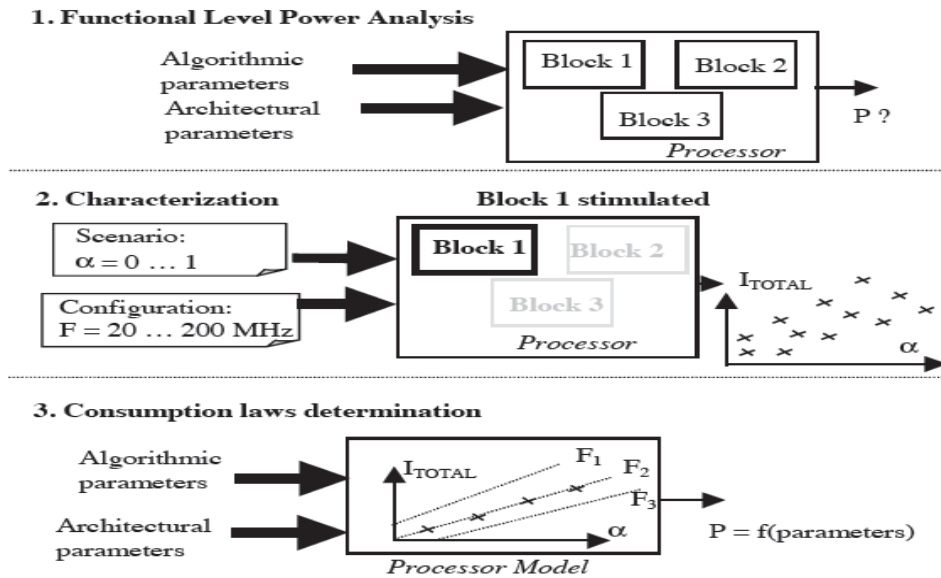 1. Functional Level Power Analysis
Algorithmic
parameters
Architectural
parameters
Block 1
Block 2
Block 3
Processor
P ?
2. Characterization
Block 1 stimulated
Scenario:
α = 0 ... 1
Configuration:
F = 20 ... 200 MHz
Block 1
Block 2
Block 3
Processor
ITOTAL
α
3. Consumption laws determination
Algorithmic
parameters
Architectural
parameters
ITOTAL
F1
F2
F3
α
Processor Model
P = f(parameters)